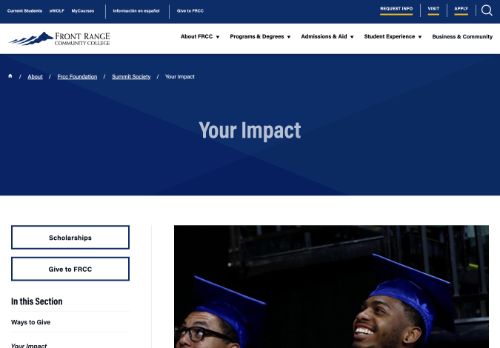 Current Students eWOLF MyCourses Información en español Give to FRCC REQUEST INFO VISIT APPLY
FRONT RANGE
COMMUNITY COLLEGE
About FRCC Programs & Degrees Admissions & Aid Student Experience Business & Community
/ About / Frcc Foundation / Summit Society / Your Impact
Your Impact
Scholarships
Give to FRCC
In this Section
Ways to Give
Your Impact